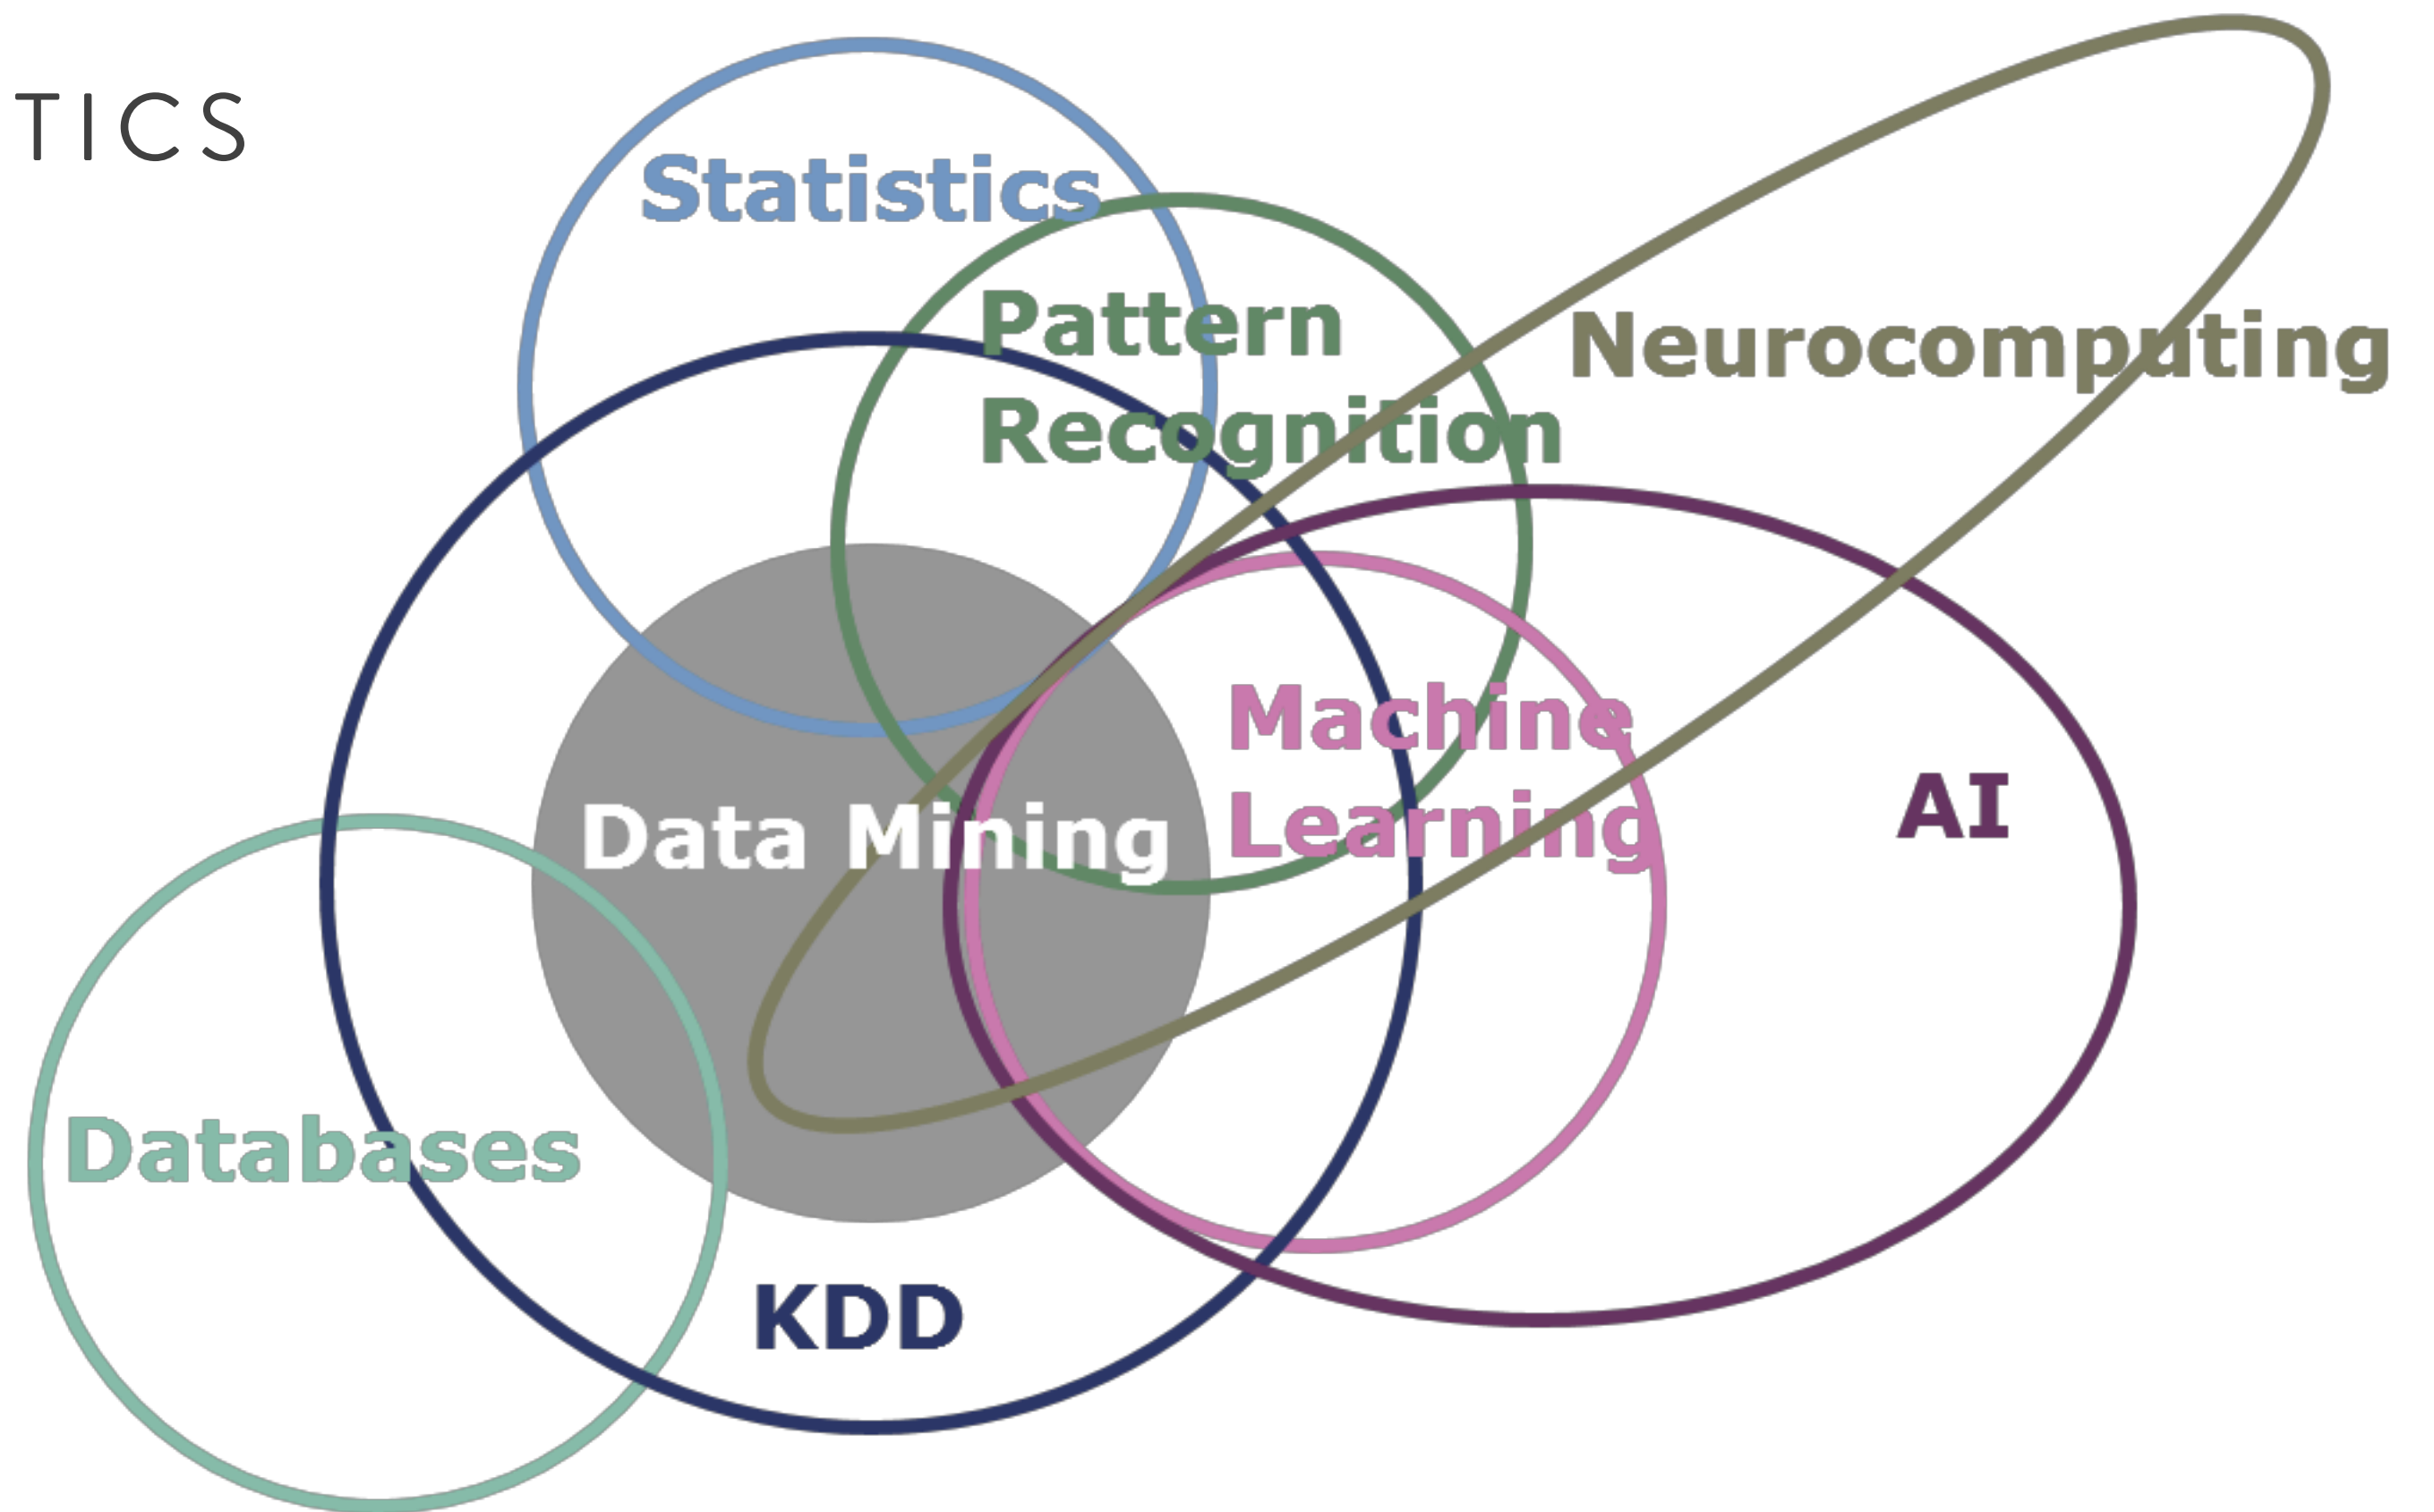 TICS
Statistics
Pattern
Recognition
Neurocomputing
Machine
Learning
AI
Data Mining
Databases
KDD